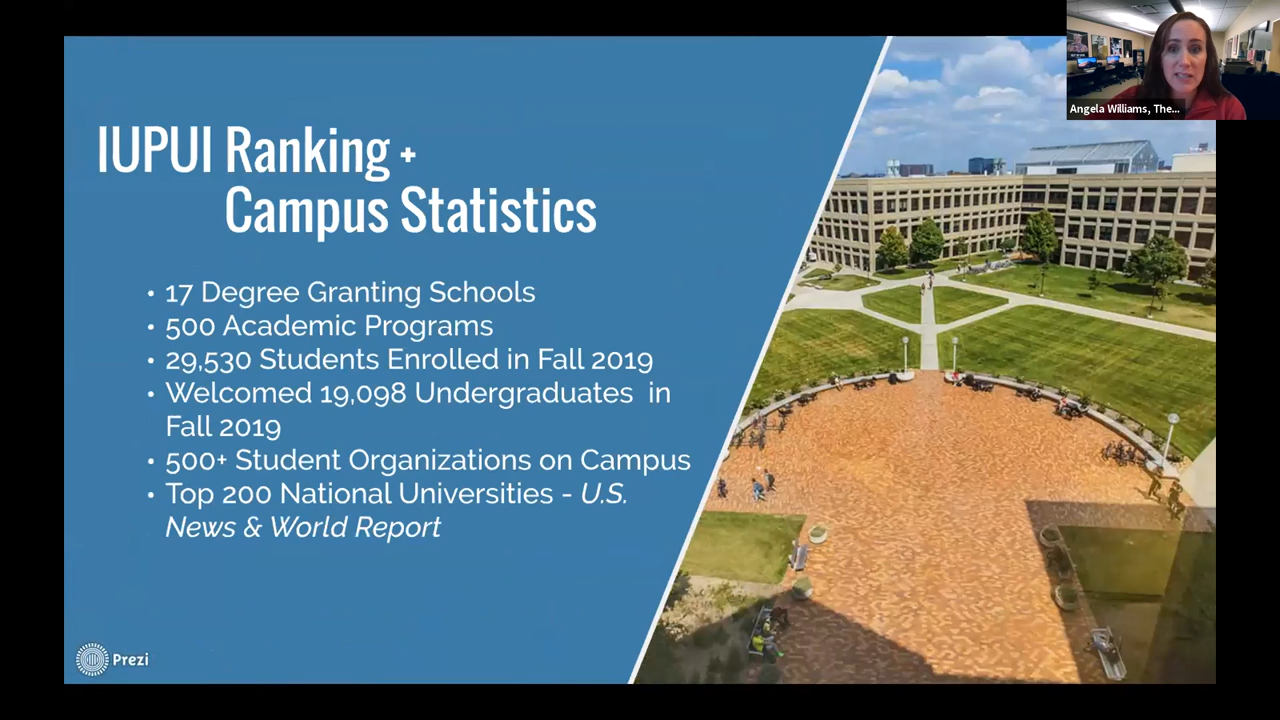 Angela Williams, The...
IUPUI Ranking +
Campus Statistics
• 17 Degree Granting Schools
• 500 Academic Programs
• 29,530 Students Enrolled in Fall 2019
• Welcomed 19,098 Undergraduates in
Fall 2019
• 500+ Student Organizations on Campus
• Top 200 National Universities - U.S.
News & World Report
Prezi